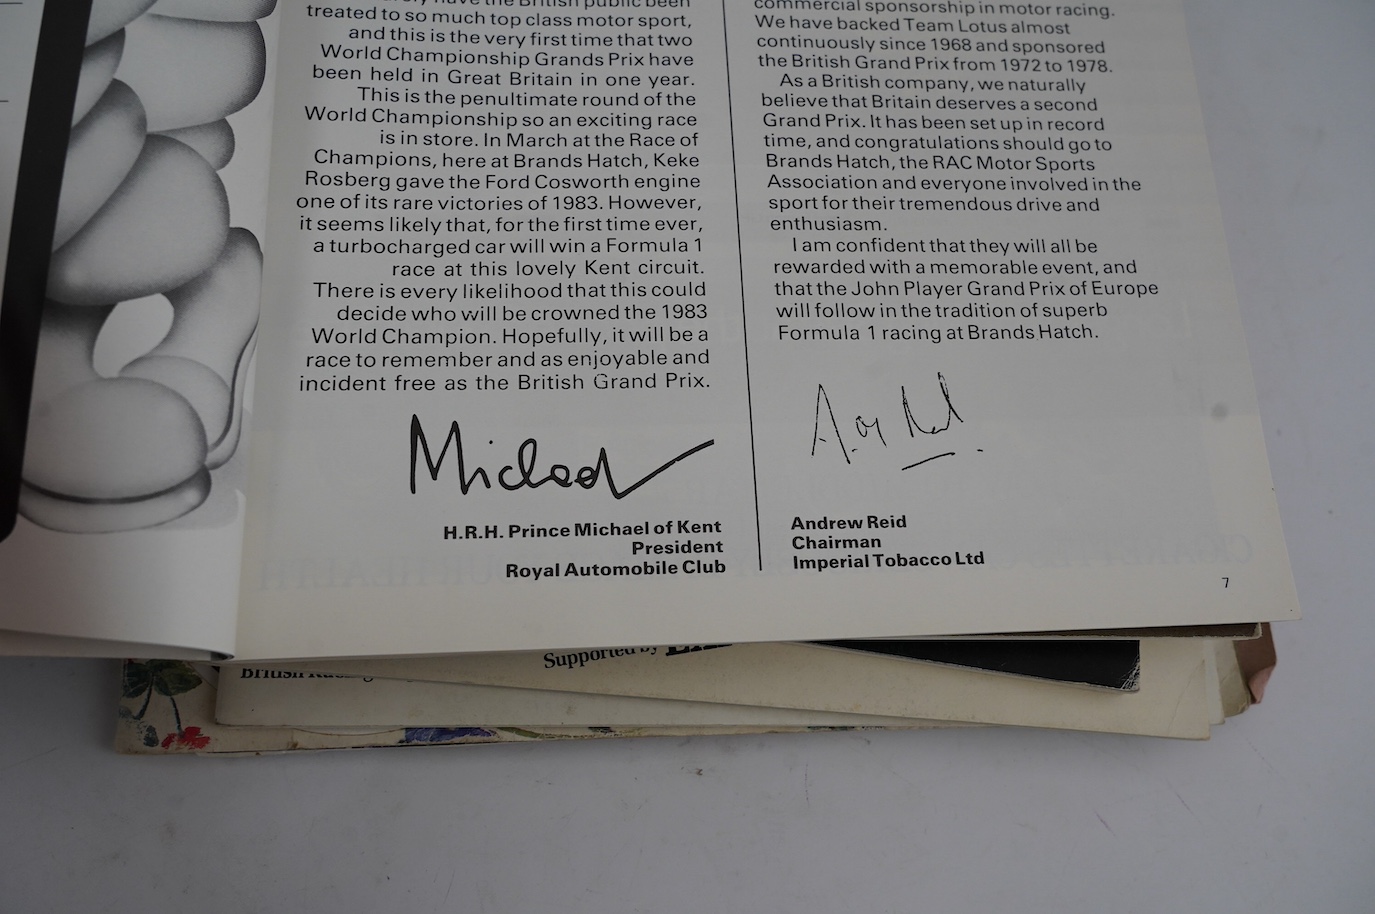 have the British public been
treated to so much top class motor sport,
and this is the very first time that two
World Championship Grands Prix have
been held in Great Britain in one year.
This is the penultimate round of the
World Championship so an exciting race
is in store. In March at the Race of
Champions, here at Brands Hatch, Keke
Rosberg gave the Ford Cosworth engine
one of its rare victories of 1983. However,
it seems likely that, for the first time ever,
a turbocharged car will win a Formula 1
race at this lovely Kent circuit.
There is every likelihood that this could
decide who will be crowned the 1983
World Champion. Hopefully, it will be a
race to remember and as enjoyable and
incident free as the British Grand Prix.
Michael
H.R.H. Prince Michael of Kent
President
Royal Automobile Club
commercial sponsorship in motor racing.
We have backed Team Lotus almost
continuously since 1968 and sponsored
the British Grand Prix from 1972 to 1978.
As a British company, we naturally
believe that Britain deserves a second
Grand Prix. It has been set up in record
time, and congratulations should go to
Brands Hatch, the RAC Motor Sports
Association and everyone involved in the
sport for their tremendous drive and
enthusiasm.
I am confident that they will all be
rewarded with a memorable event, and
that the John Player Grand Prix of Europe
will follow in the tradition of superb
Formula 1 racing at Brands Hatch.
Andrew Reid
Chairman
Imperial Tobacco Ltd
7
Supported by
British Racing